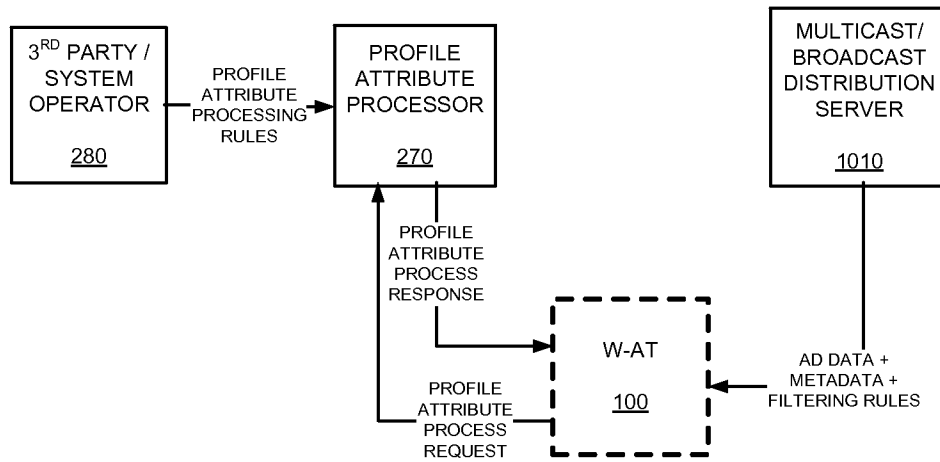 3RD PARTY /
SYSTEM
OPERATOR
280
PROFILE
ATTRIBUTE
PROCESSING
RULES
PROFILE
ATTRIBUTE
PROCESSOR
270
MULTICAST/
BROADCAST
DISTRIBUTION
SERVER
1010
PROFILE
ATTRIBUTE
PROCESS
RESPONSE
W-AT
100
AD DATA +
METADATA +
FILTERING RULES
PROFILE
ATTRIBUTE
PROCESS
REQUEST